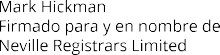 Mark Hickman
Firmado para y en nombre de
Neville Registrars Limited